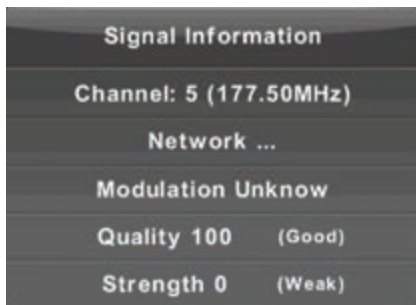 Signal Information
Channel: 5 (177.50MHz)
Network ...
Modulation Unknow
Quality 100 (Good)
Strength 0 (Weak)